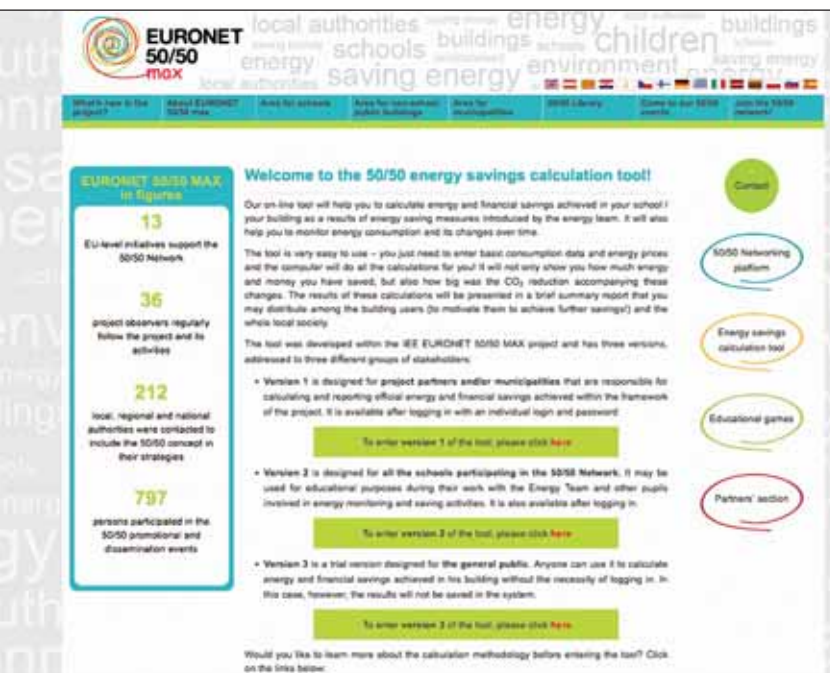 EURONET
50/50
max
local authorities
energy
buildings
schools
buildings
schools
children
energy
saving energy
environment
energy
local authorities
What's new in the project?
About EURONET 50/50 max
Area for schools
Area for non-school public buildings
Area for municipalities
50/50 Library
Come to our 50/50 events
Join the 50/50 network!
EURONET 50/50 MAX
in figures
13
EU-level initiatives support the
50/50 Network
36
project observers regularly
follow the project and its
activities
212
local, regional and national
authorities were contacted to
include the 50/50 concept in
their strategies
797
persons participated in the
50/50 promotional and
dissemination events
Welcome to the 50/50 energy savings calculation tool!
Our on-line tool will help you to calculate energy and financial savings achieved in your school /
your building as a results of energy saving measures introduced by the energy team. It will also
help you to monitor energy consumption and its changes over time.
The tool is very easy to use – you just need to enter basic consumption data and energy prices
and the computer will do all the calculations for you! It will not only show you how much energy
and money you have saved, but also how big was the CO₂ reduction accompanying these
changes. The results of these calculations will be presented in a brief summary report that you
may distribute among the building users (to motivate them to achieve further savings!) and the
whole local society.
The tool was developed within the IEE EURONET 50/50 MAX project and has three versions,
addressed to three different groups of stakeholders:
• Version 1 is designed for project partners and/or municipalities that are responsible for
calculating and reporting official energy and financial savings achieved within the framework
of the project. It is available after logging in with an individual login and password
To enter version 1 of the tool, please click here
• Version 2 is designed for all the schools participating in the 50/50 Network. It may be
used for educational purposes during their work with the Energy Team and other pupils
involved in energy monitoring and saving activities. It is also available after logging in.
To enter version 2 of the tool, please click here
• Version 3 is a trial version designed for the general public. Anyone can use it to calculate
energy and financial savings achieved in his building without the necessity of logging in. In
this case, however, the results will not be saved in the system.
To enter version 3 of the tool, please click here
Would you like to learn more about the calculation methodology before entering the tool? Click
on the links below:
Contact
50/50 Networking
platform
Energy savings
calculation tool
Educational games
Partners' section